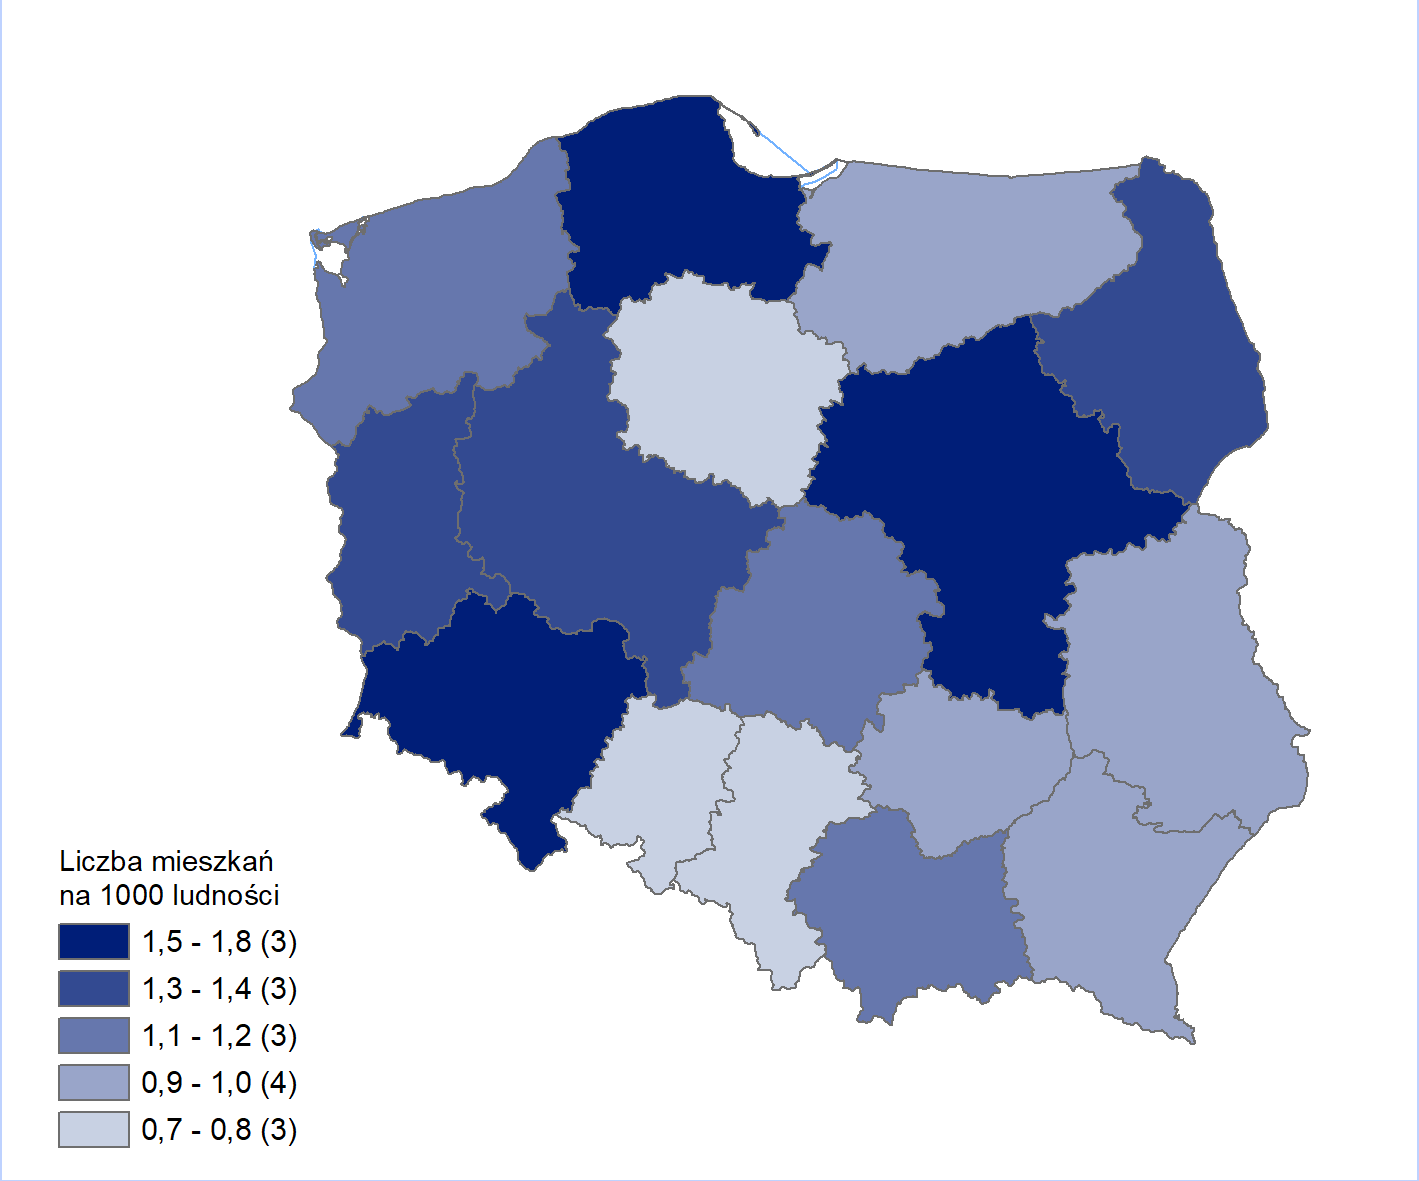 Liczba mieszkań
na 1000 ludności
1,5 - 1,8 (3)
1,3 - 1,4 (3)
1,1 - 1,2 (3)
0,9 - 1,0 (4)
0,7 - 0,8 (3)